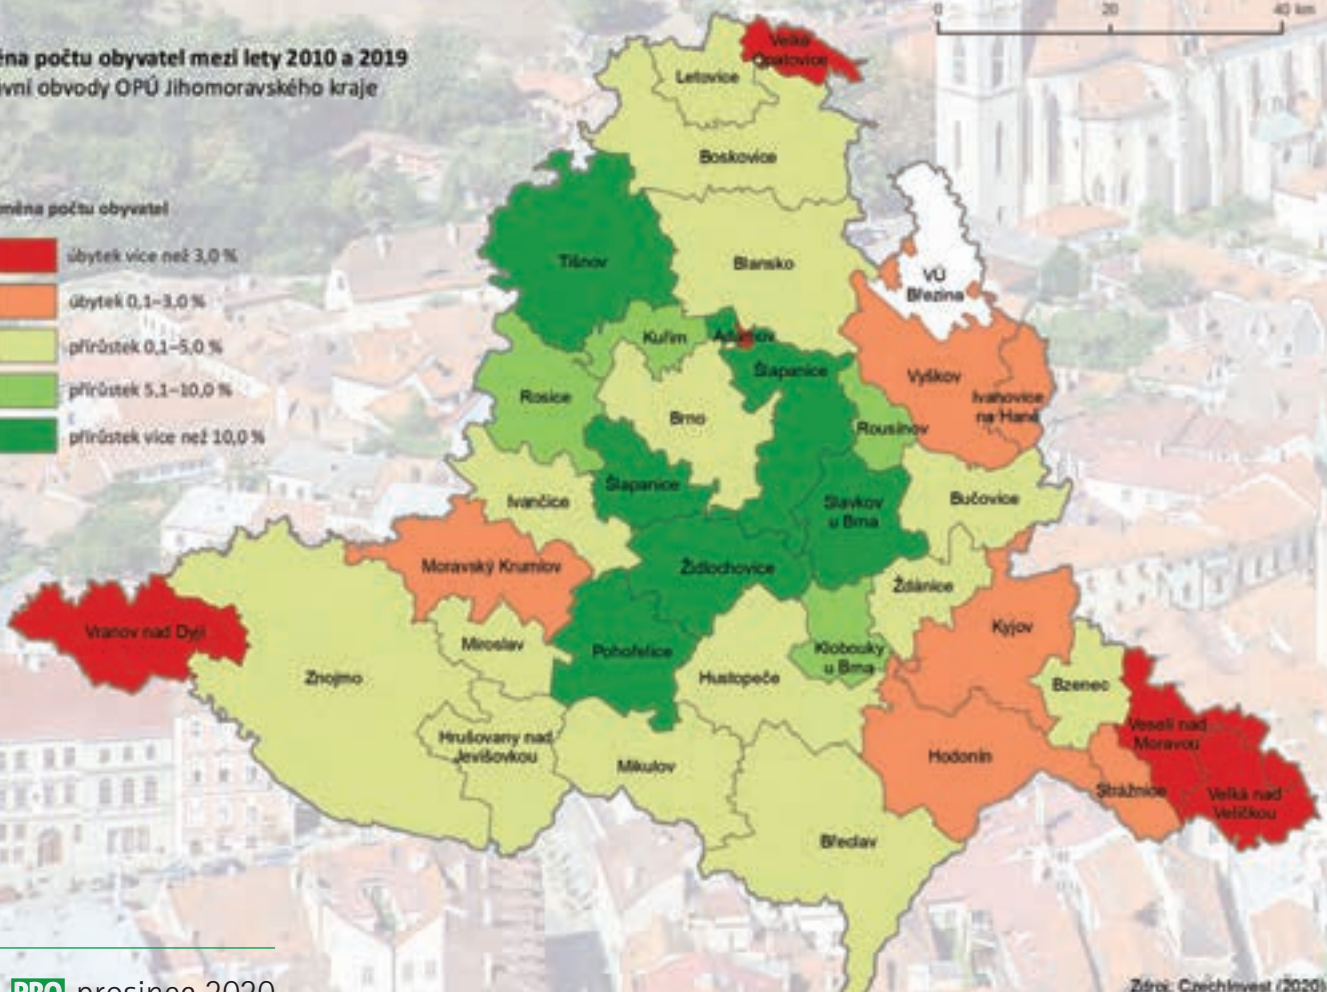 0 20 40 km
ěna počtu obyvatel mezi lety 2010 a 2019
vní obvody OPÚ Jihomoravského kraje
měna počtu obyvatel
úbytek více než 3,0 %
úbytek 0,1–3,0 %
přírůstek 0,1–5,0 %
přírůstek 5,1–10,0 %
přírůstek více než 10,0 %
Velké
Opatovice
Letovice
Boskovice
Tišnov
Blansko
VÚ
Březina
Kuřim
Adamov
Šlapanice
Vyškov
Ivanovice
na Hané
Rosice
Brno
Rousínov
Šlapanice
Ivančice
Slavkov
u Brna
Bučovice
Moravský Krumlov
Židlochovice
Ždánice
Vranov nad Dyjí
Miroslav
Pohořelice
Klobouky
u Brna
Kyjov
Znojmo
Hustopeče
Bzenec
Hrušovany nad
Jevišovkou
Mikulov
Hodonín
Veselí nad
Moravou
Strážnice
Velká nad
Veličkou
Břeclav
PRO prosinec 2020
Zdroj: CzechInvest (2020)